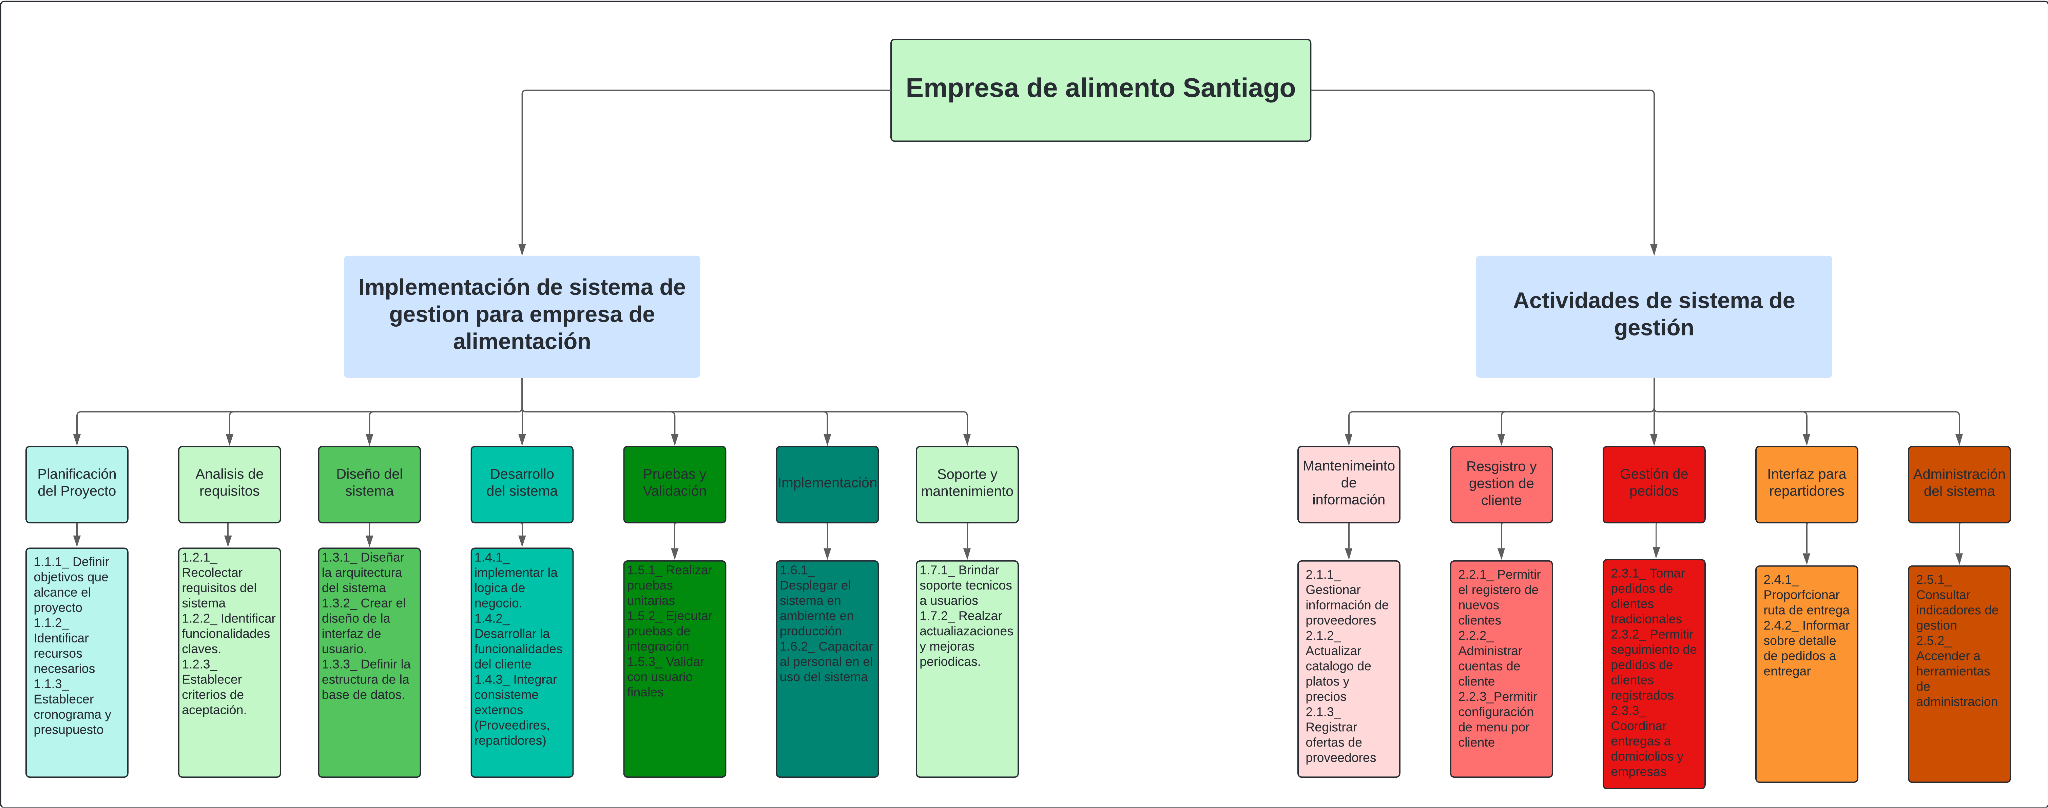 Empresa de alimento Santiago
Implementación de sistema de
gestion para empresa de
alimentación
Actividades de sistema de
gestión
Planificación
del Proyecto
Analisis de
requisitos
Diseño del
sistema
Desarrollo
del sistema
Pruebas y
Validación
Implementación
Soporte y
mantenimiento
Mantenimeinto
de
información
Resgistro y
gestion de
cliente
Gestión de
pedidos
Interfaz para
repartidores
Administración
del sistema
1.1.1_ Definir
objetivos que
alcance el
proyecto
1.1.2_
Identificar
recursos
necesarios
1.1.3_
Establecer
cronograma y
presupuesto
1.2.1_
Recolectar
requisitos del
sistema
1.2.2_ Identificar
funcionalidades
claves.
1.2.3_
Establecer
criterios de
aceptación.
1.3.1_ Diseñar
la arquitectura
del sistema
1.3.2_ Crear el
diseño de la
interfaz de
usuario.
1.3.3_ Definir la
estructura de la
base de datos.
1.4.1_
implementar la
logica de
negocio.
1.4.2_
Desarrollar la
funcionalidades
del cliente
1.4.3_ Integrar
consisteme
externos
(Proveedires,
repartidores)
1.5.1_ Realizar
pruebas
unitarias
1.5.2_ Ejecutar
pruebas de
integración
1.5.3_ Validar
con usuario
finales
1.6.1_
Desplegar el
sistema en
ambiernte en
producción
1.6.2_ Capacitar
al personal en el
uso del sistema
1.7.1_ Brindar
soporte tecnicos
a usuarios
1.7.2_ Realzar
actualiazaciones
y mejoras
periodicas.
2.1.1_
Gestionar
información de
proveedores
2.1.2_
Actualizar
catalogo de
platos y
precios
2.1.3_
Registrar
ofertas de
proveedores
2.2.1_ Permitir
el registero de
nuevos
clientes
2.2.2_
Administrar
cuentas de
cliente
2.2.3_Permitir
configuración
de menu por
cliente
2.3.1_ Tomar
pedidos de
clientes
tradicionales
2.3.2_ Permitir
seguimiento de
pedidos de
clientes
registrados
2.3.3_
Coordinar
entregas a
domiciolios y
empresas
2.4.1_
Proporfcionar
ruta de entrega
2.4.2_ Informar
sobre detalle
de pedidos a
entregar
2.5.1_
Consultar
indicadores de
gestion
2.5.2_
Accender a
herramientas
de
administracion